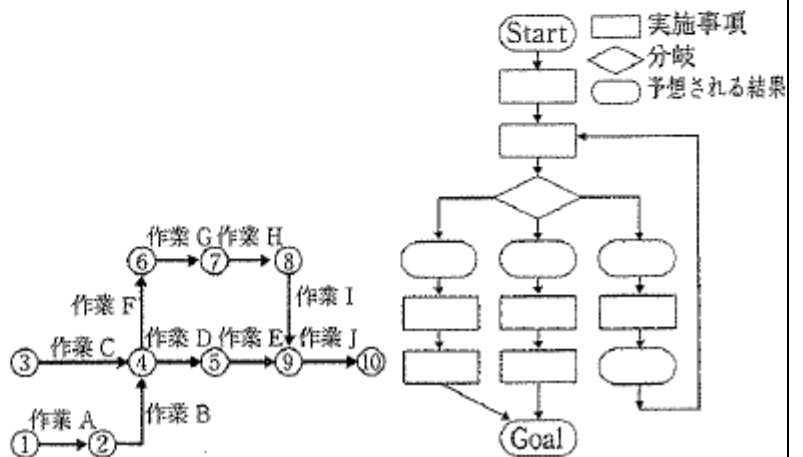 Start
実施事項
分岐
予想される結果
作業 G 作業 H
⑥ ⑦ ⑧
作業 F
作業 I
作業 C 作業 D 作業 E 作業 J
③ ④ ⑤ ⑨ ⑩
作業 A 作業 B
① ②
Goal